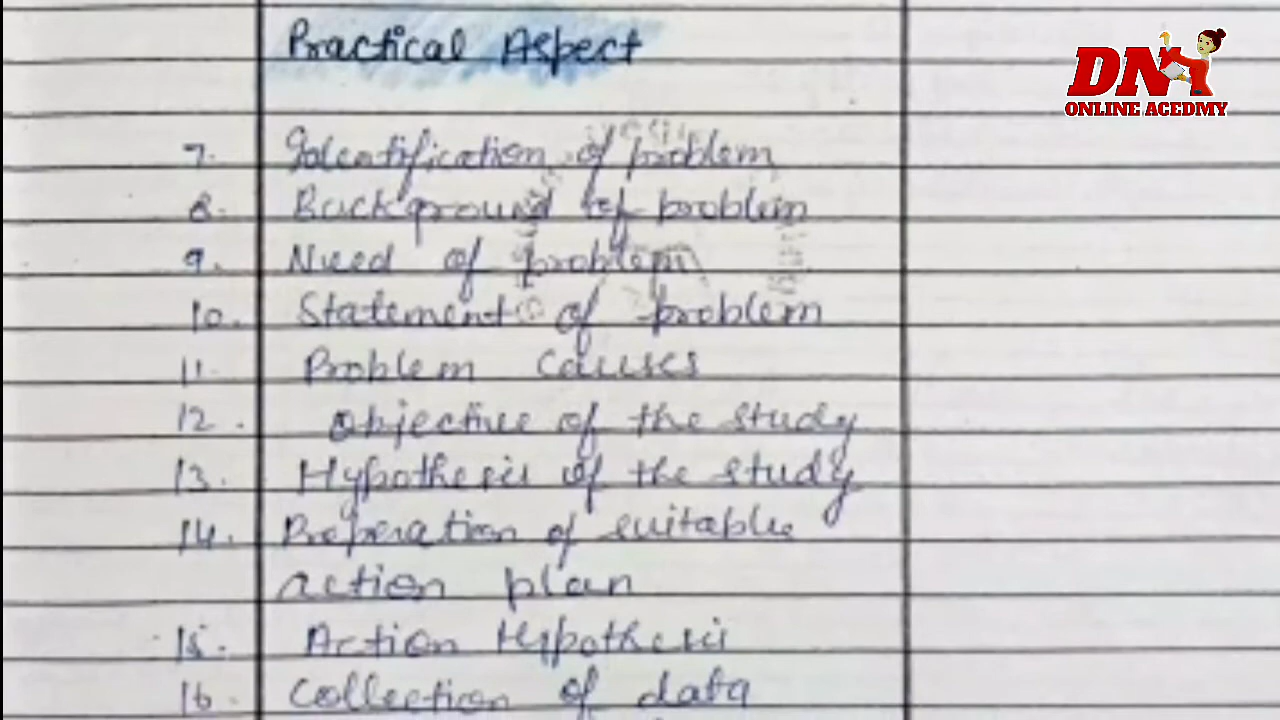 Practical Aspect
DNA
ONLINE ACEDMY
7. Identification of problem
8. Background of problem
9. Need of problem
10. Statement of problem
11. Problem causes
12. Objective of the study
13. Hypothesis of the study
14. Preperation of suitable
action plan
15. Action Hypothesis
16. Collection of data